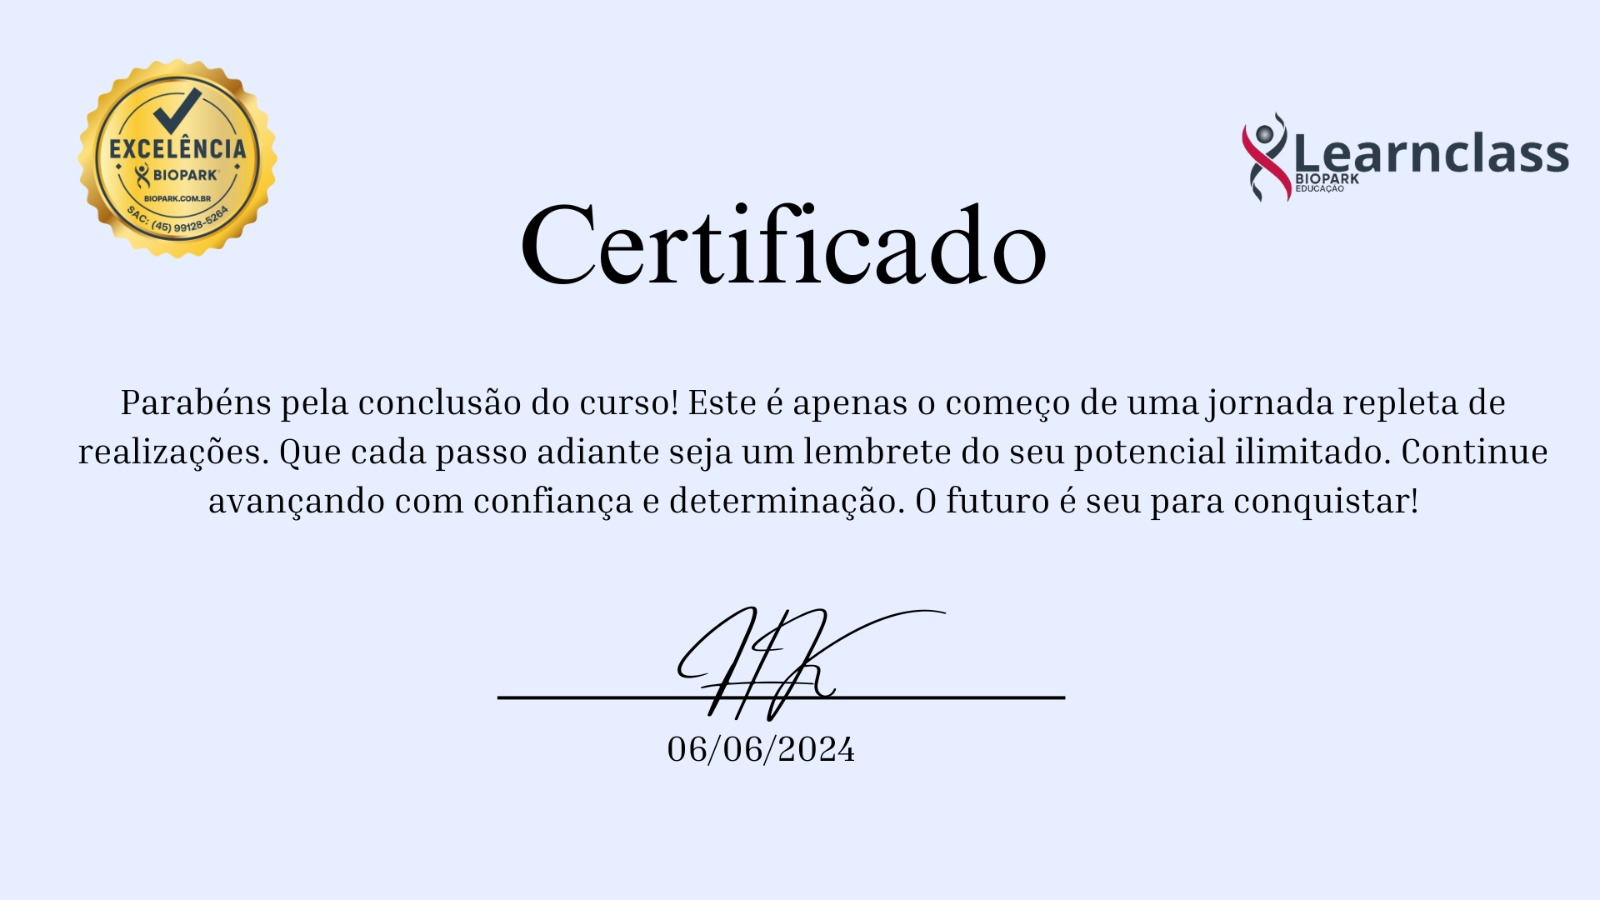 EXCELÊNCIA
BIOPARK
BIOPARK.COM.BR
SAC: (45) 99128-5264
Learnclass
BIOPARK
EDUCAÇÃO
Certificado
Parabéns pela conclusão do curso! Este é apenas o começo de uma jornada repleta de
realizações. Que cada passo adiante seja um lembrete do seu potencial ilimitado. Continue
avançando com confiança e determinação. O futuro é seu para conquistar!
06/06/2024